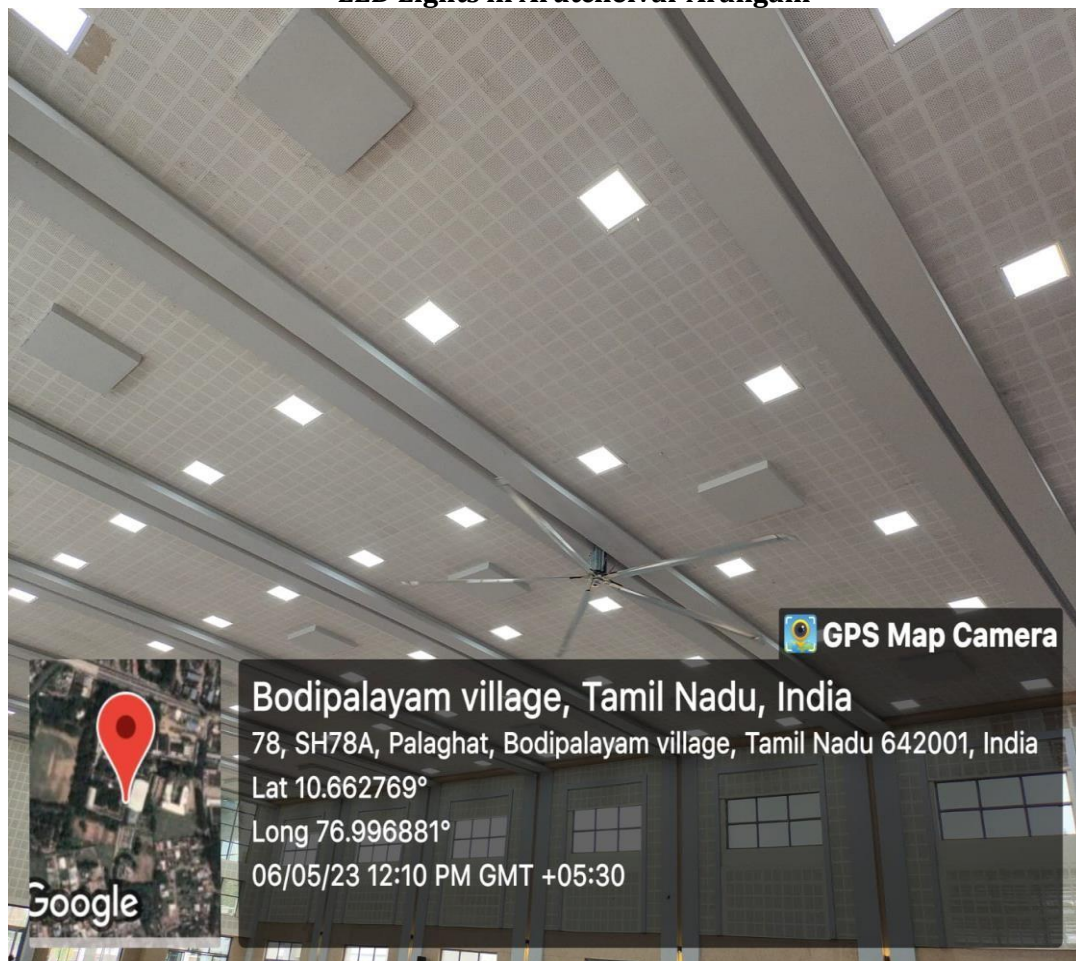 GPS Map Camera
Bodipalayam village, Tamil Nadu, India
78, SH78A, Palaghat, Bodipalayam village, Tamil Nadu 642001, India
Lat 10.662769°
Long 76.996881°
06/05/23 12:10 PM GMT +05:30
Google